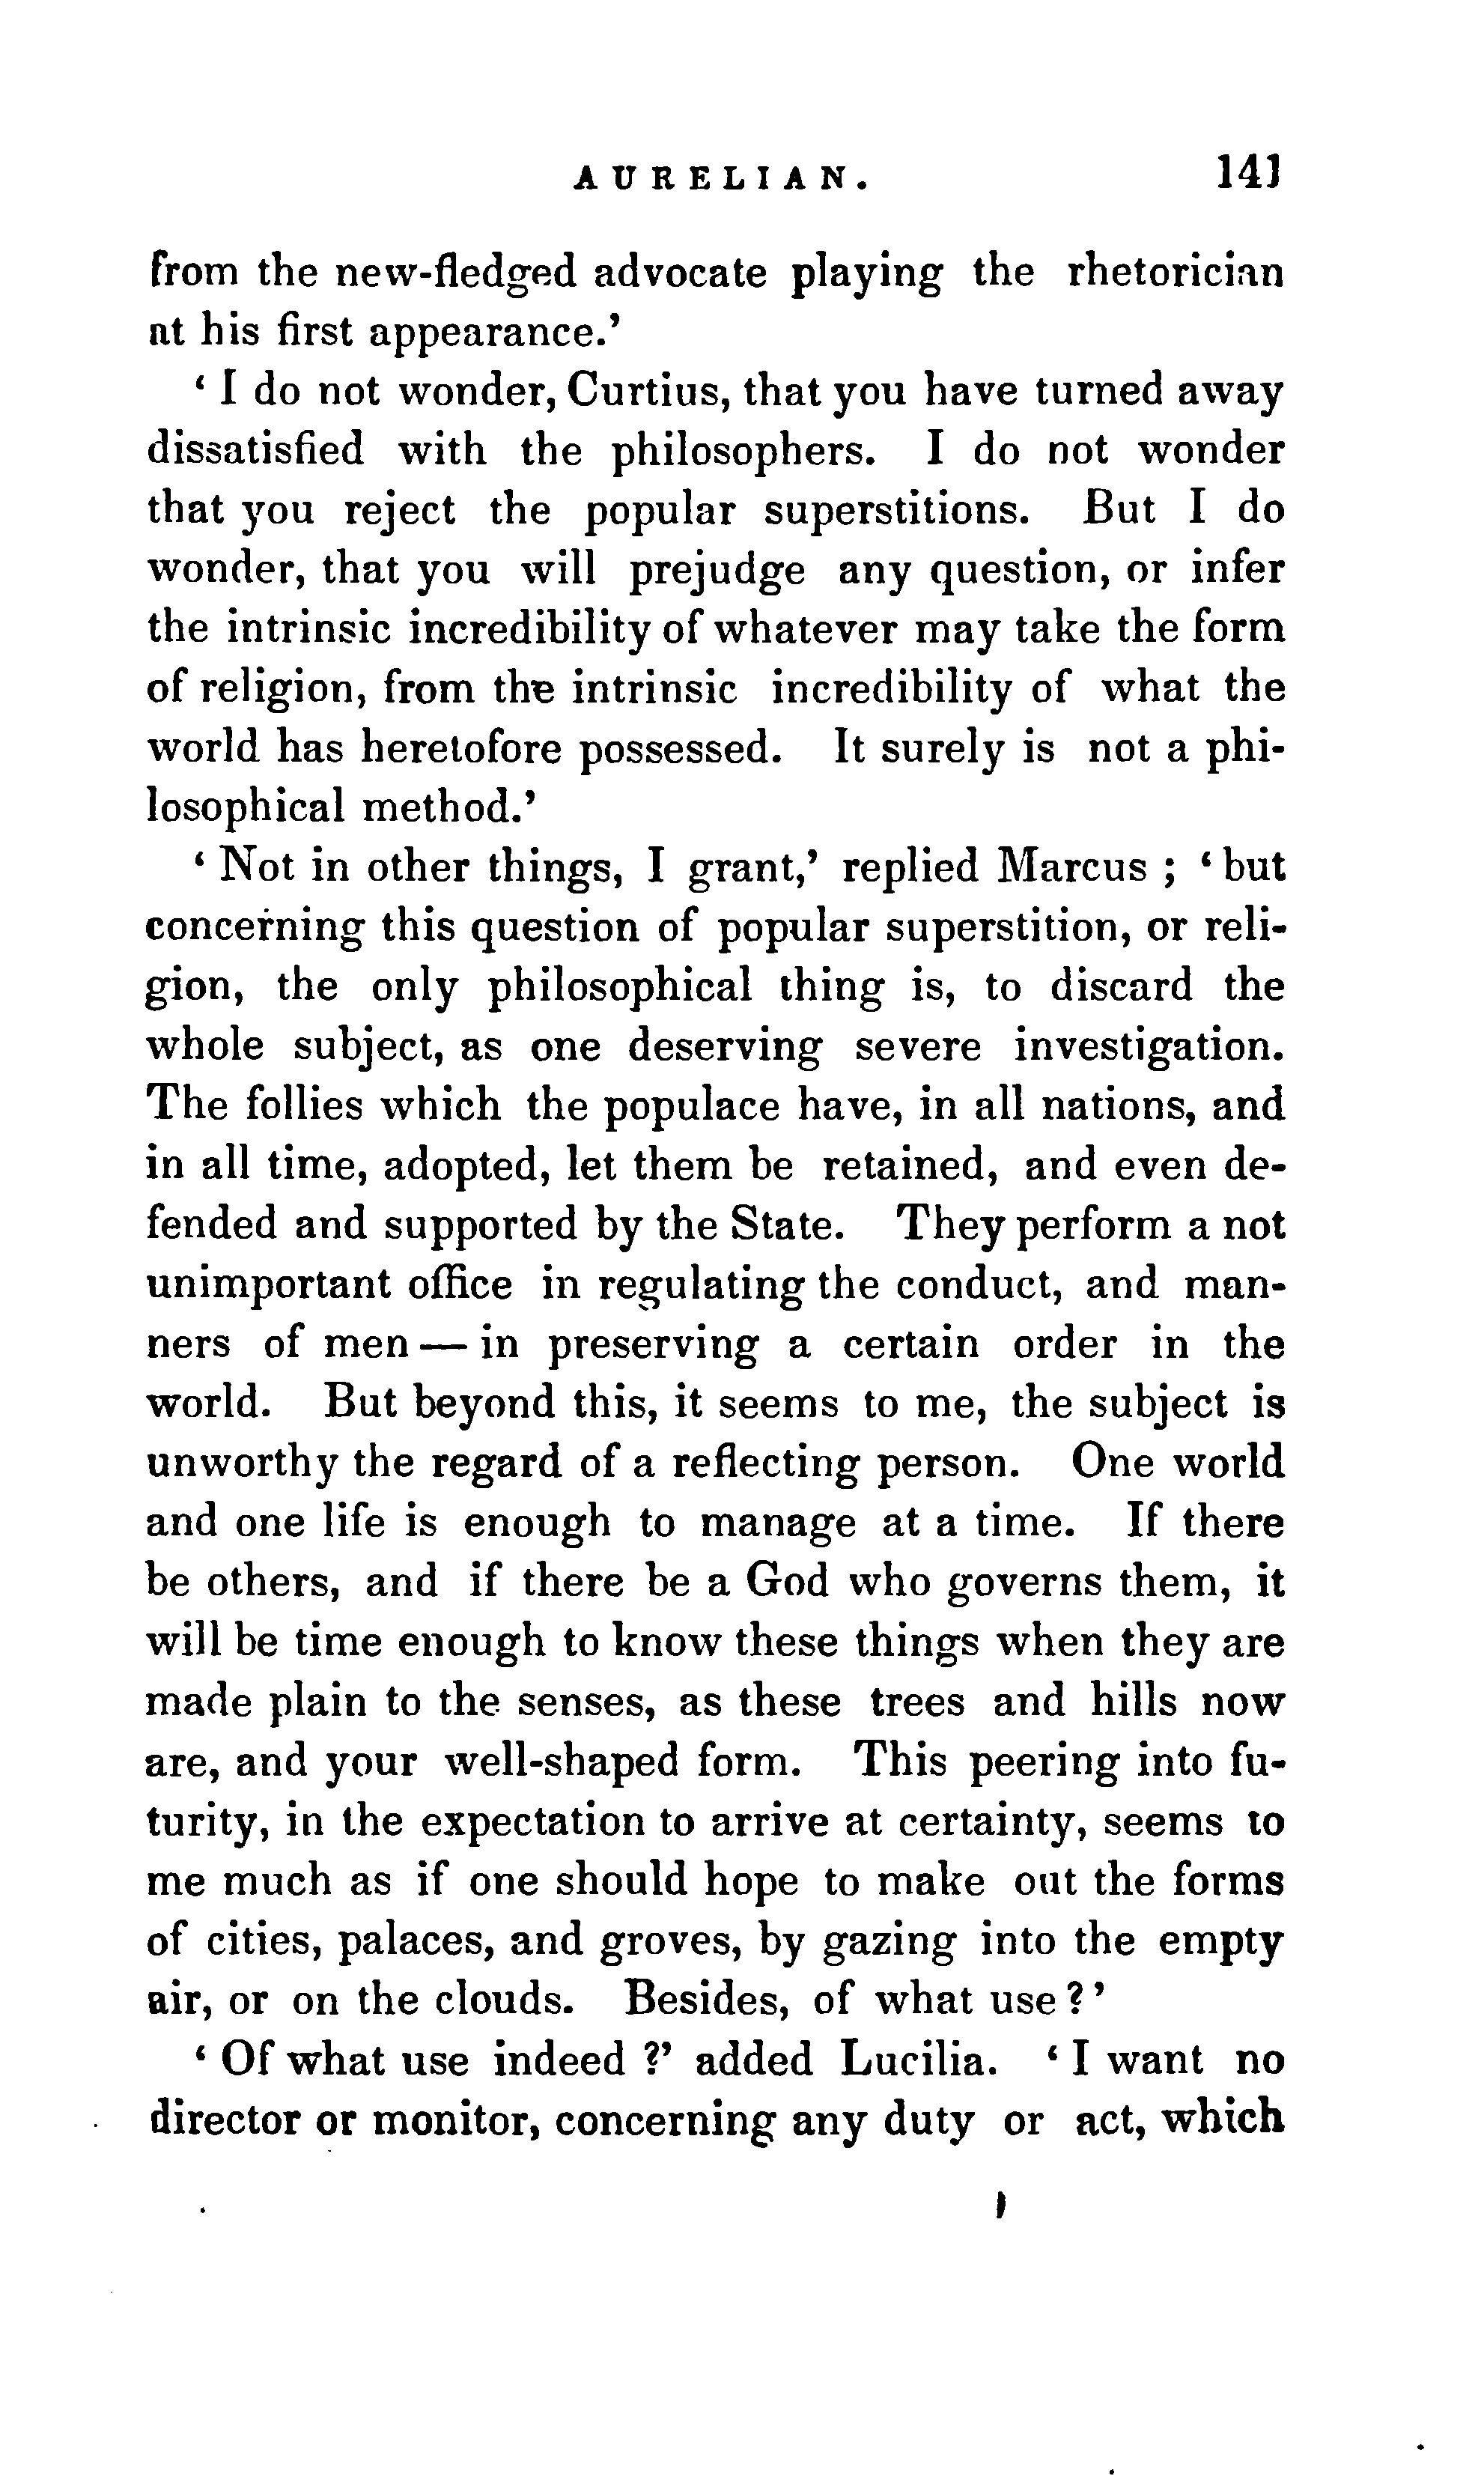 AURELIAN. 141
from the new-fledged advocate playing the rhetorician
at his first appearance.’
‘ I do not wonder, Curtius, that you have turned away
dissatisfied with the philosophers. I do not wonder
that you reject the popular superstitions. But I do
wonder, that you will prejudge any question, or infer
the intrinsic incredibility of whatever may take the form
of religion, from the intrinsic incredibility of what the
world has heretofore possessed. It surely is not a phi-
losophical method.’
‘ Not in other things, I grant,’ replied Marcus ; ‘ but
concerning this question of popular superstition, or reli-
gion, the only philosophical thing is, to discard the
whole subject, as one deserving severe investigation.
The follies which the populace have, in all nations, and
in all time, adopted, let them be retained, and even de-
fended and supported by the State. They perform a not
unimportant office in regulating the conduct, and man-
ners of men — in preserving a certain order in the
world. But beyond this, it seems to me, the subject is
unworthy the regard of a reflecting person. One world
and one life is enough to manage at a time. If there
be others, and if there be a God who governs them, it
will be time enough to know these things when they are
made plain to the senses, as these trees and hills now
are, and your well-shaped form. This peering into fu-
turity, in the expectation to arrive at certainty, seems to
me much as if one should hope to make out the forms
of cities, palaces, and groves, by gazing into the empty
air, or on the clouds. Besides, of what use ? ’
‘ Of what use indeed ?’ added Lucilia. ‘ I want no
director or monitor, concerning any duty or act, which